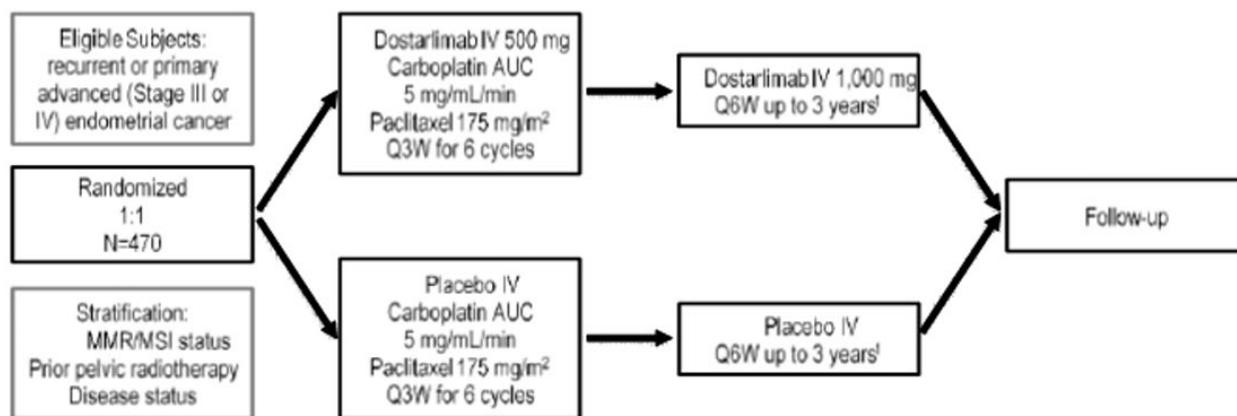 Eligible Subjects:
recurrent or primary
advanced (Stage III or
IV) endometrial cancer
Randomized
1:1
N=470
Stratification:
MMR/MSI status
Prior pelvic radiotherapy
Disease status
Dostarlimab IV 500 mg
Carboplatin AUC
5 mg/mL/min
Paclitaxel 175 mg/m²
Q3W for 6 cycles
Placebo IV
Carboplatin AUC
5 mg/mL/min
Paclitaxel 175 mg/m²
Q3W for 6 cycles
Dostarlimab IV 1,000 mg
Q6W up to 3 years†
Placebo IV
Q6W up to 3 years†
Follow-up